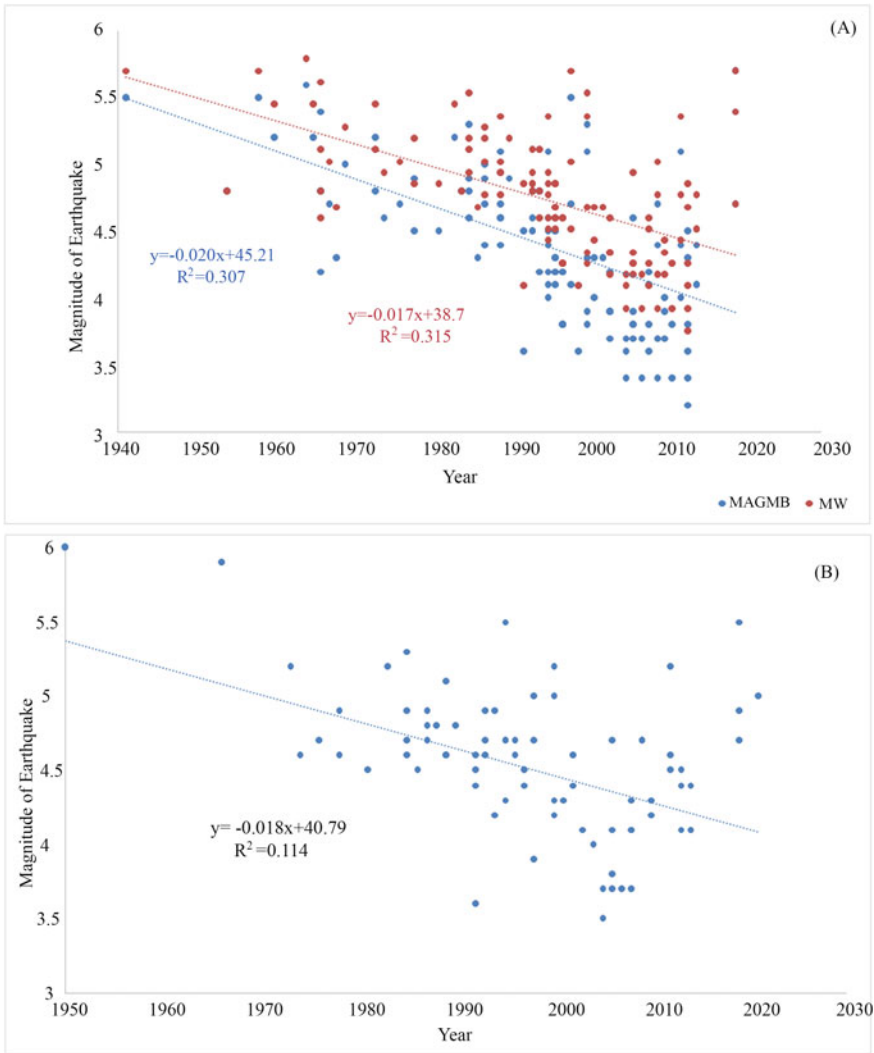 (A)
6
5.5
5
4.5
4
3.5
3
Magnitude of Earthquake
y=-0.020x+45.21
R²=0.307
y=-0.017x+38.7
R²=0.315
1940 1950 1960 1970 1980 1990 2000 2010 2020 2030
Year
MAGMB MW
(B)
6
5.5
5
4.5
4
3.5
3
Magnitude of Earthquake
y= -0.018x+40.79
R²=0.114
1950 1960 1970 1980 1990 2000 2010 2020 2030
Year